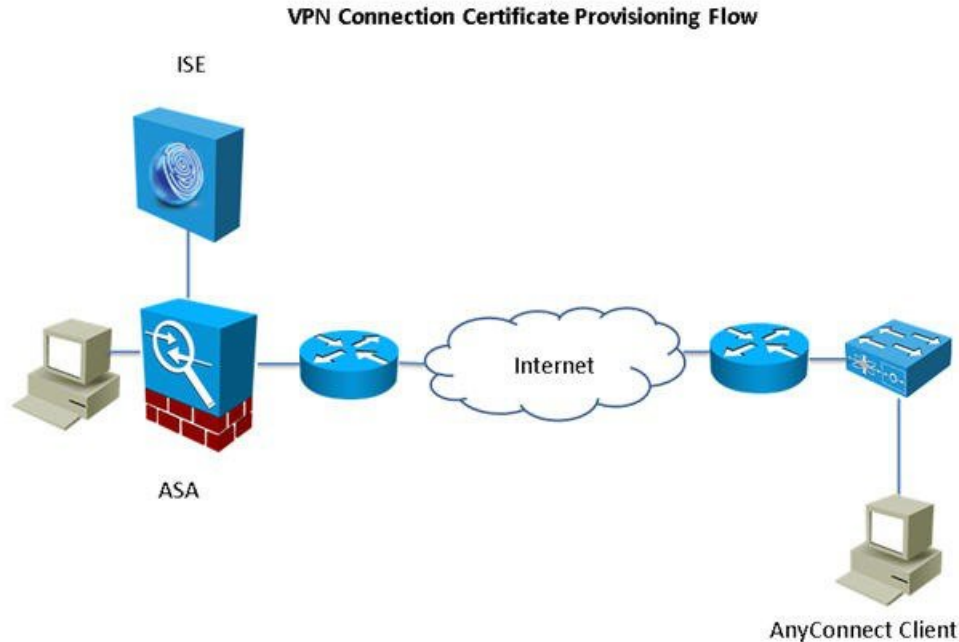 VPN Connection Certificate Provisioning Flow
ISE
Internet
ASA
AnyConnect Client